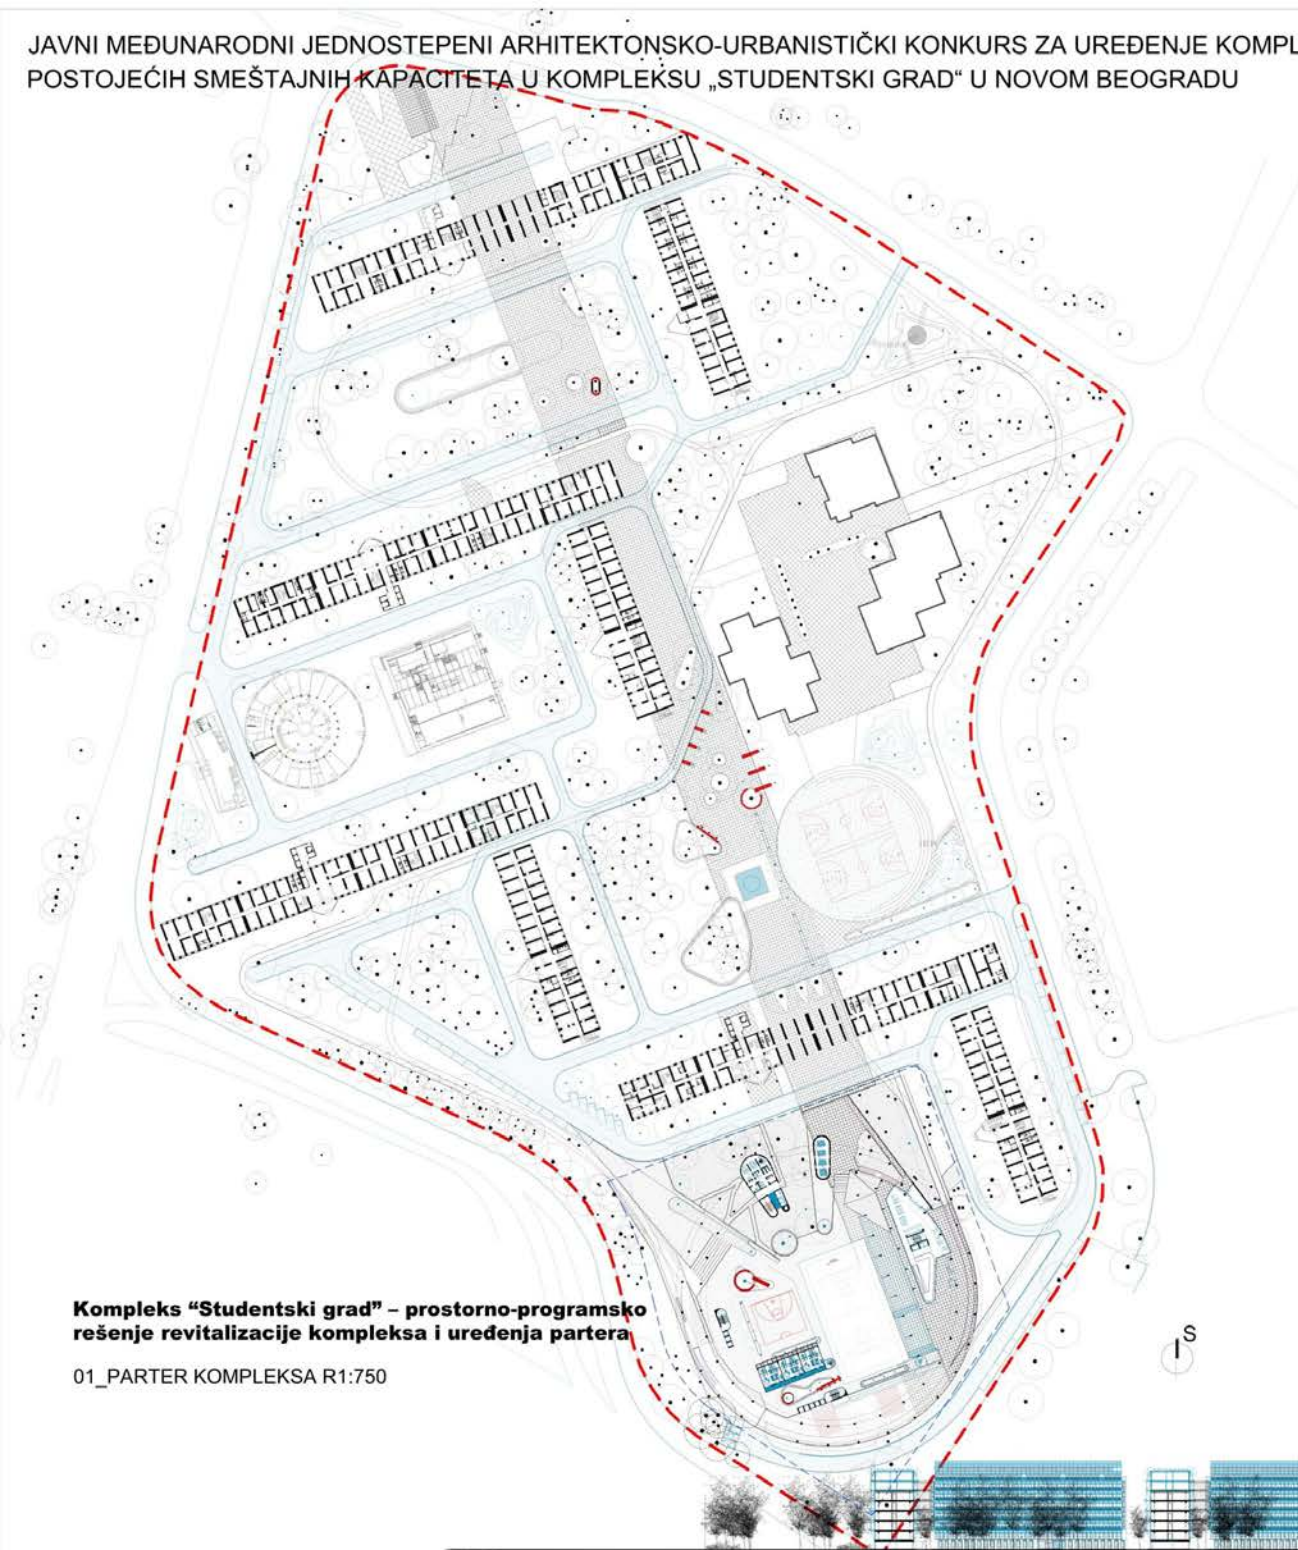 JAVNI MEĐUNARODNI JEDNOSTEPENI ARHITEKTONSKO-URBANISTIČKI KONKURS ZA UREĐENJE KOMPL
POSTOJEĆIH SMEŠTAJNIH KAPACITETA U KOMPLEKSU „STUDENTSKI GRAD“ U NOVOM BEOGRADU
Kompleks “Studentski grad” – prostorno-programsko
rešenje revitalizacije kompleksa i uređenja partera
01_PARTER KOMPLEKSA R1:750
S